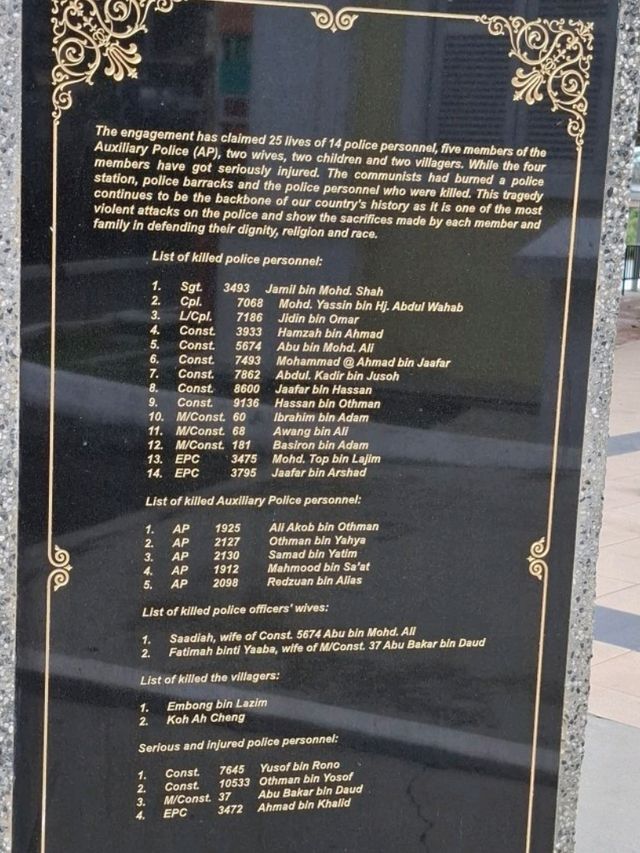 The engagement has claimed 25 lives of 14 police personnel, five members of the
Auxiliary Police (AP), two wives, two children and two villagers. While the four
members have got seriously injured. The communists had burned a police
station, police barracks and the police personnel who were killed. This tragedy
continues to be the backbone of our country's history as it is one of the most
violent attacks on the police and show the sacrifices made by each member and
family in defending their dignity, religion and race.
List of killed police personnel:
1. Sgt. 3493 Jamil bin Mohd. Shah
2. Cpl. 7068 Mohd. Yassin bin Hj. Abdul Wahab
3. L/Cpl. 7186 Jidin bin Omar
4. Const. 3933 Hamzah bin Ahmad
5. Const. 5674 Abu bin Mohd. Ali
6. Const. 7493 Mohammad @ Ahmad bin Jaafar
7. Const. 7862 Abdul. Kadir bin Jusoh
8. Const. 8600 Jaafar bin Hassan
9. Const. 9136 Hassan bin Othman
10. M/Const. 60 Ibrahim bin Adam
11. M/Const. 68 Awang bin Ali
12. M/Const. 181 Basiron bin Adam
13. EPC 3475 Mohd. Top bin Lajim
14. EPC 3795 Jaafar bin Arshad
List of killed Auxiliary Police personnel:
1. AP 1925 Ali Akob bin Othman
2. AP 2127 Othman bin Yahya
3. AP 2130 Samad bin Yatim
4. AP 1912 Mahmood bin Sa'at
5. AP 2098 Redzuan bin Alias
List of killed police officers' wives:
1. Saadiah, wife of Const. 5674 Abu bin Mohd. Ali
2. Fatimah binti Yaaba, wife of M/Const. 37 Abu Bakar bin Daud
List of killed the villagers:
1. Embong bin Lazim
2. Koh Ah Cheng
Serious and injured police personnel:
1. Const. 7645 Yusof bin Rono
2. Const. 10533 Othman bin Yosof
3. M/Const. 37 Abu Bakar bin Daud
4. EPC 3472 Ahmad bin Khalid